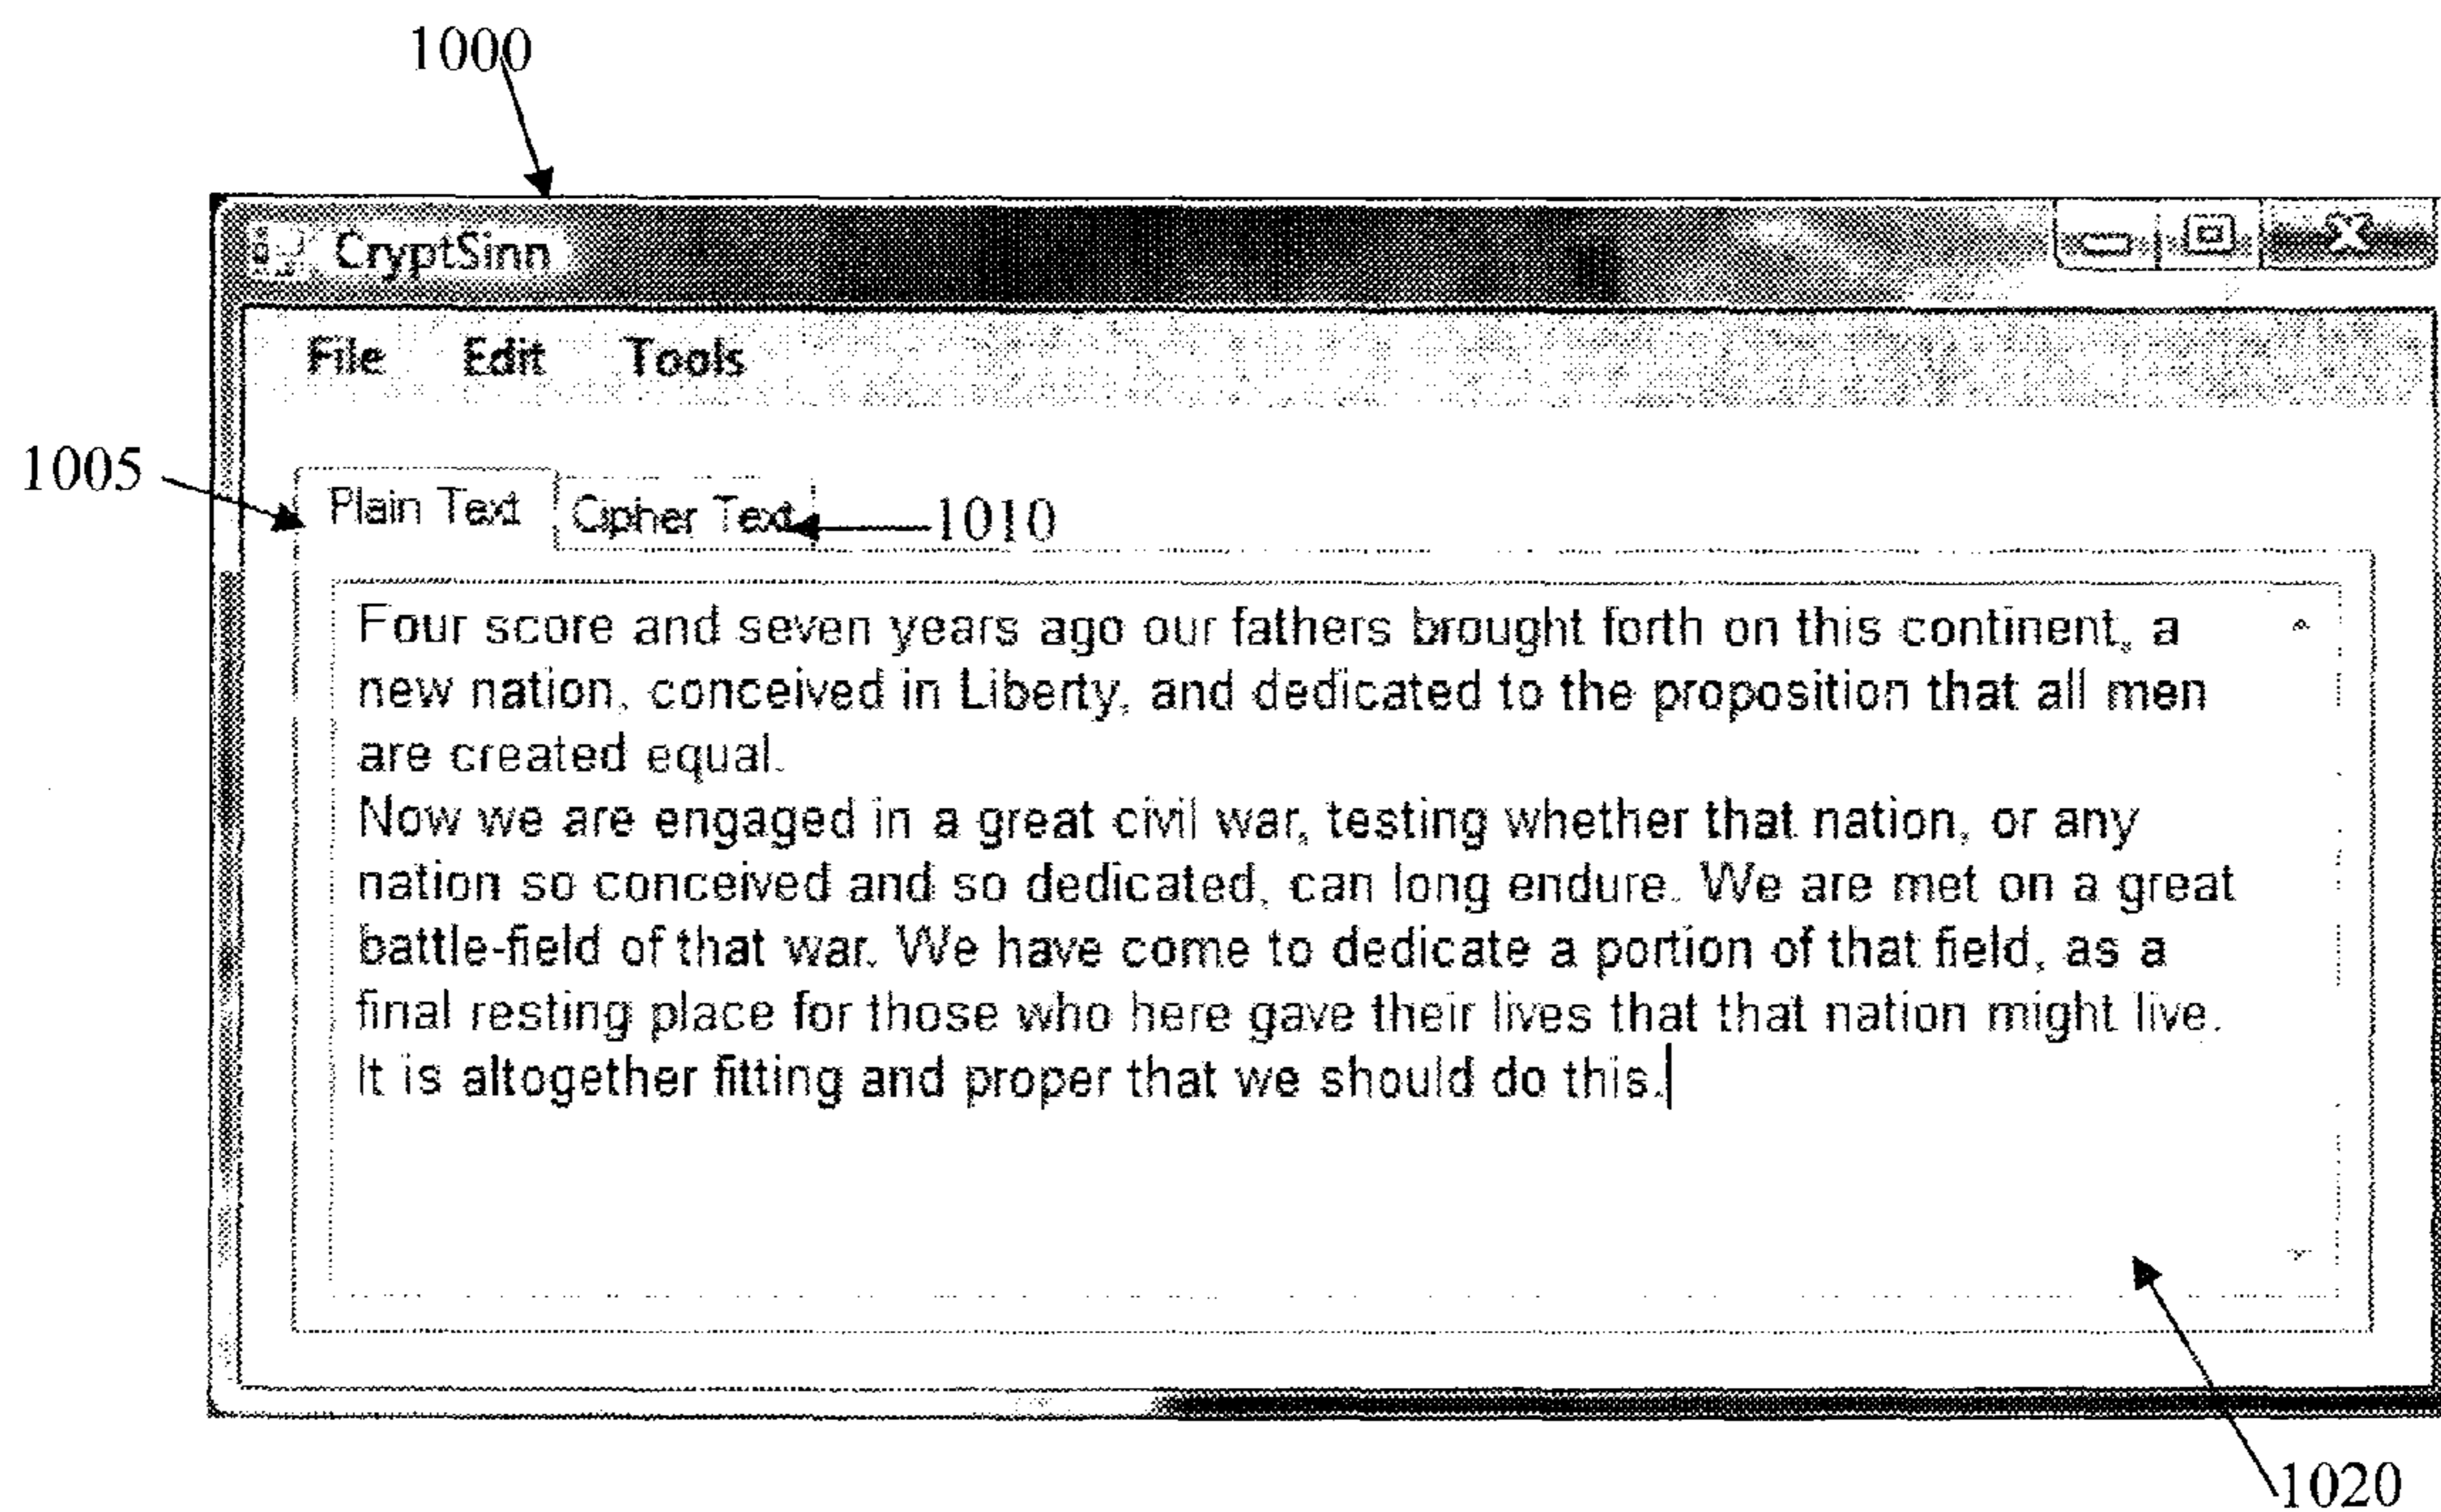 1000
CryptSinn
File Edit Tools
1005
Plain Text Cipher Text 1010
Four score and seven years ago our fathers brought forth on this continent, a
new nation, conceived in Liberty, and dedicated to the proposition that all men
are created equal.
Now we are engaged in a great civil war, testing whether that nation, or any
nation so conceived and so dedicated, can long endure. We are met on a great
battle-field of that war. We have come to dedicate a portion of that field, as a
final resting place for those who here gave their lives that that nation might live.
It is altogether fitting and proper that we should do this.
1020